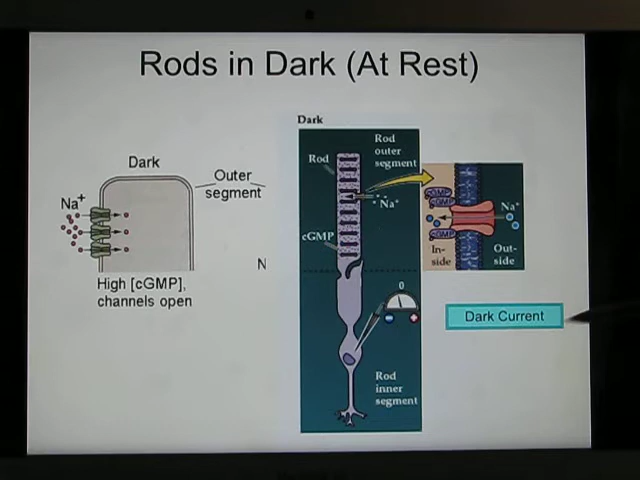 Rods in Dark (At Rest)
Dark
Outer
segment
Na+
High [cGMP],
channels open
N
Dark
Rod
Rod
outer
segment
Na+
cGMP
0
Rod
inner
segment
cGMP
cGMP
cGMP
Na+
In-
side
Out-
side
Dark Current